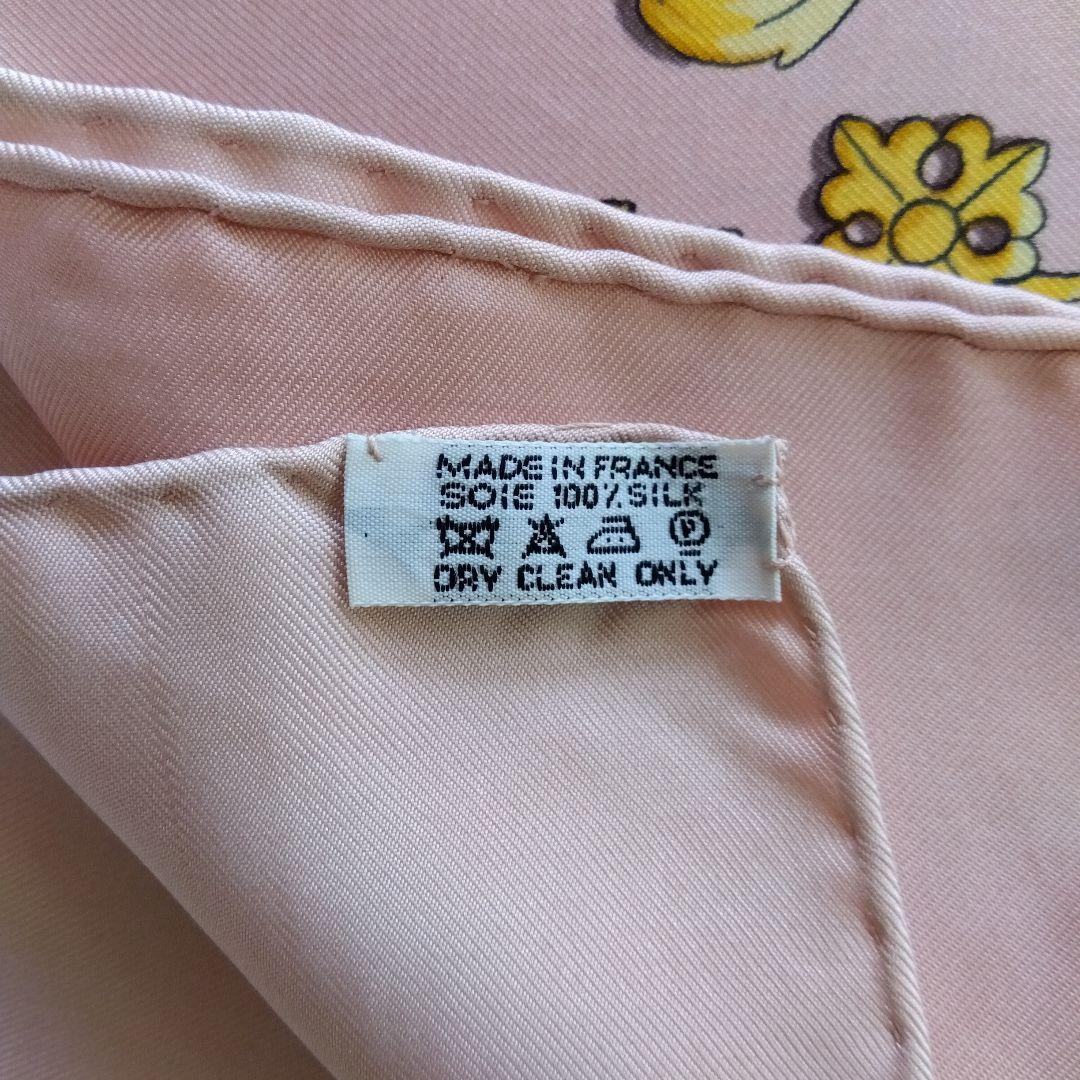 MADE IN FRANCE
SOIE 100% SILK
P
DRY CLEAN ONLY